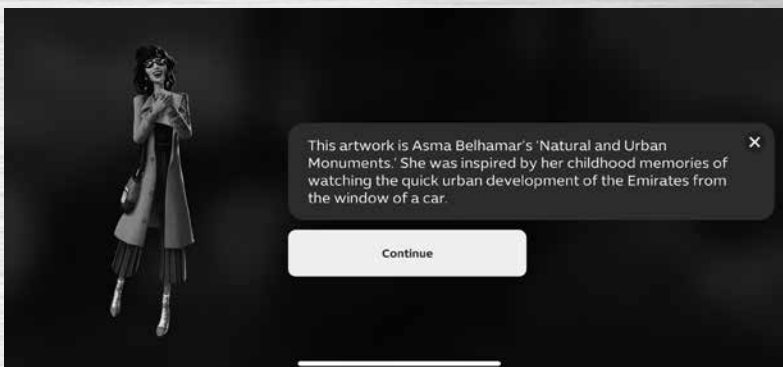 This artwork is Asma Belhamar's 'Natural and Urban
Monuments.' She was inspired by her childhood memories of
watching the quick urban development of the Emirates from
the window of a car.
Continue